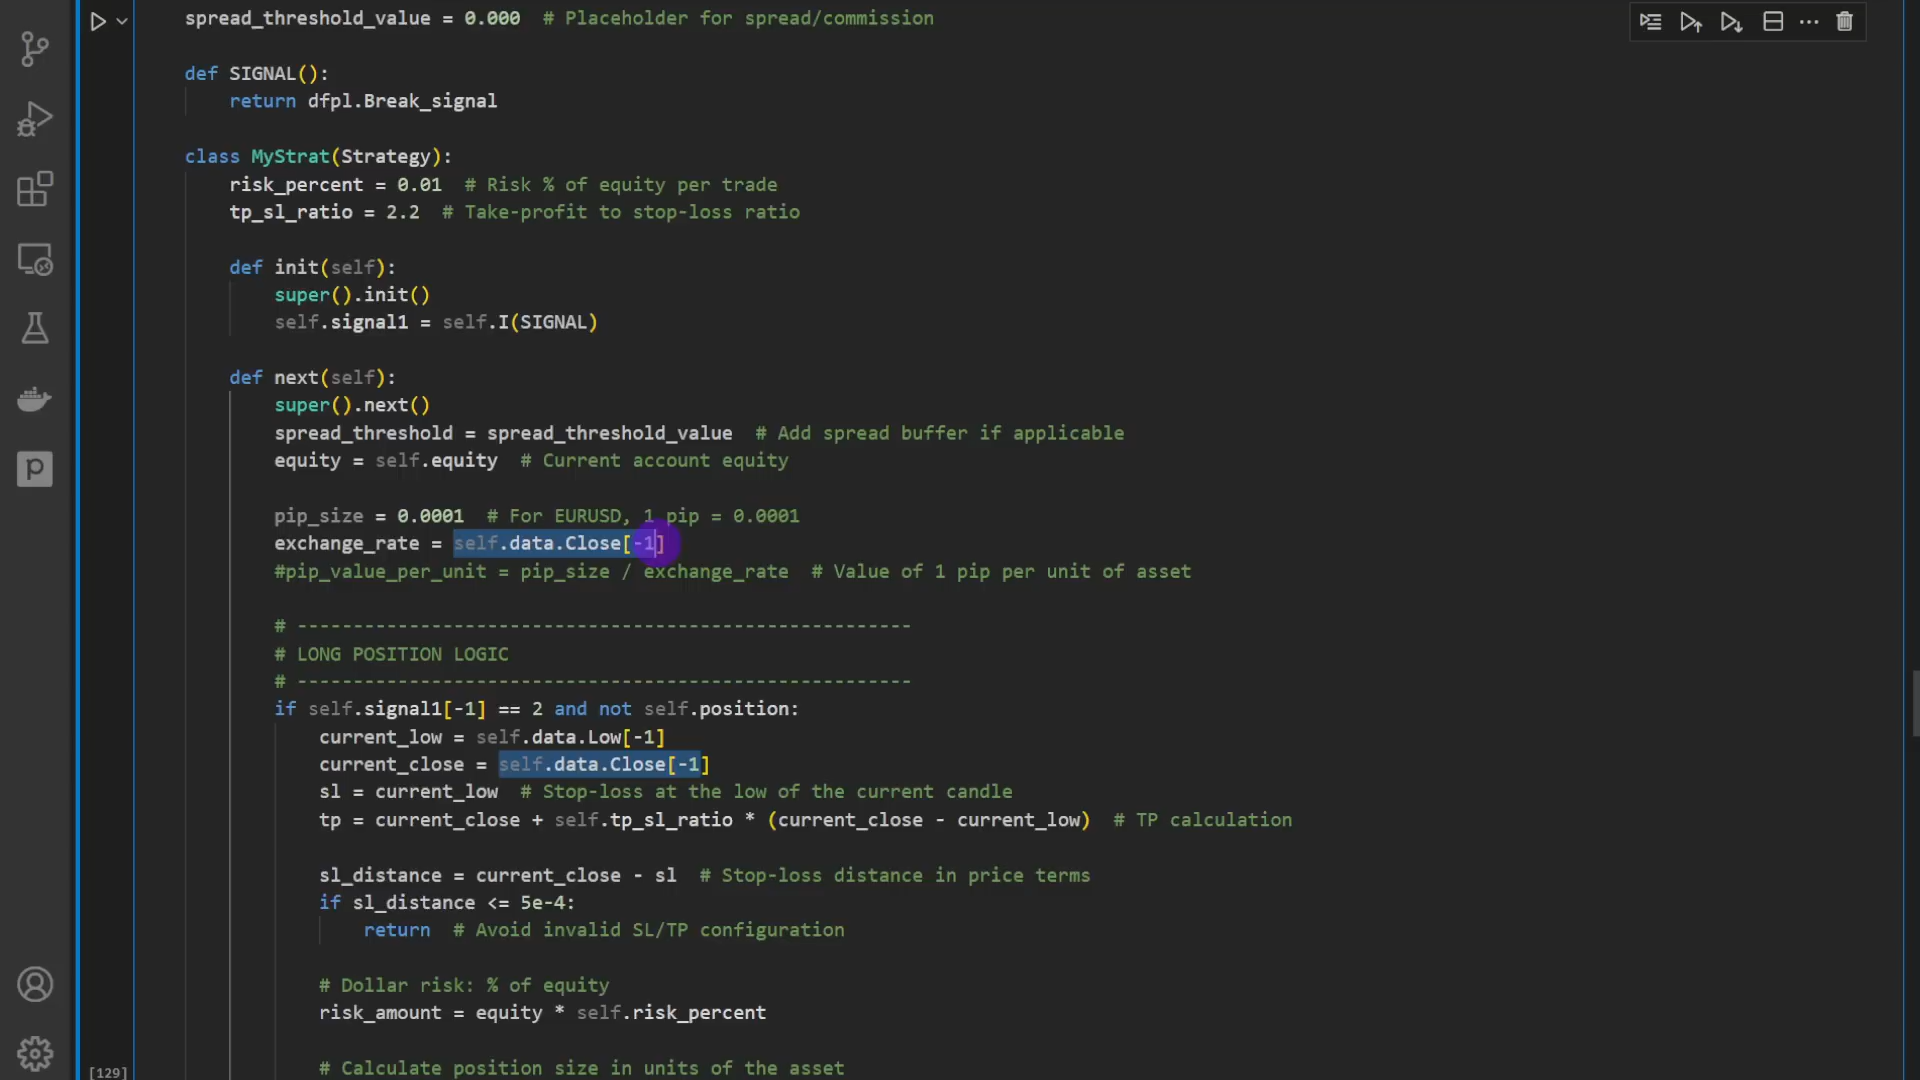 spread_threshold_value = 0.000  # Placeholder for spread/commission
def SIGNAL():
    return dfpl.Break_signal
class MyStrat(Strategy):
    risk_percent = 0.01  # Risk % of equity per trade
    tp_sl_ratio = 2.2  # Take-profit to stop-loss ratio
    def init(self):
        super().init()
        self.signal1 = self.I(SIGNAL)
    def next(self):
        super().next()
        spread_threshold = spread_threshold_value  # Add spread buffer if applicable
        equity = self.equity  # Current account equity
        pip_size = 0.0001  # For EURUSD, 1 pip = 0.0001
        exchange_rate = self.data.Close[-1]
        #pip_value_per_unit = pip_size / exchange_rate  # Value of 1 pip per unit of asset
        # -------------------------------------------------------
        # LONG POSITION LOGIC
        # -------------------------------------------------------
        if self.signal1[-1] == 2 and not self.position:
            current_low = self.data.Low[-1]
            current_close = self.data.Close[-1]
            sl = current_low  # Stop-loss at the low of the current candle
            tp = current_close + self.tp_sl_ratio * (current_close - current_low)  # TP calculation
            sl_distance = current_close - sl  # Stop-loss distance in price terms
            if sl_distance <= 5e-4:
                return  # Avoid invalid SL/TP configuration
            # Dollar risk: % of equity
            risk_amount = equity * self.risk_percent
            # Calculate position size in units of the asset
[129]